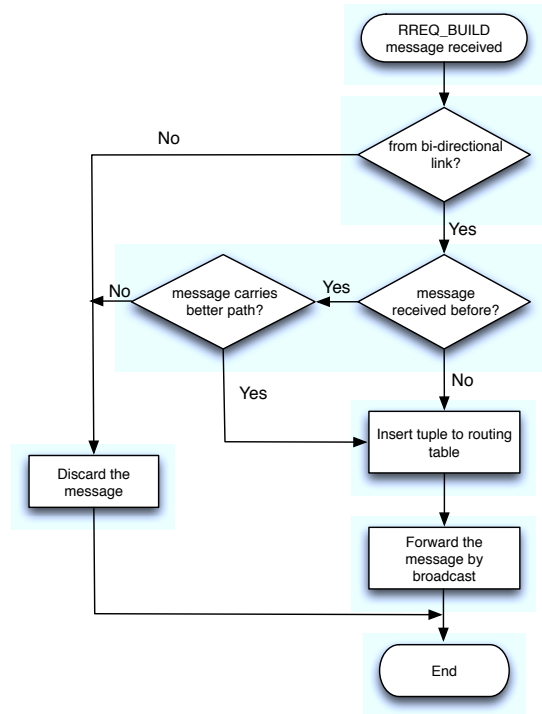 RREQ_BUILD
message received
from bi-directional
link?
No
Yes
message
received before?
Yes
message carries
better path?
No
No
Yes
Insert tuple to routing
table
Discard the
message
Forward the
message by
broadcast
End